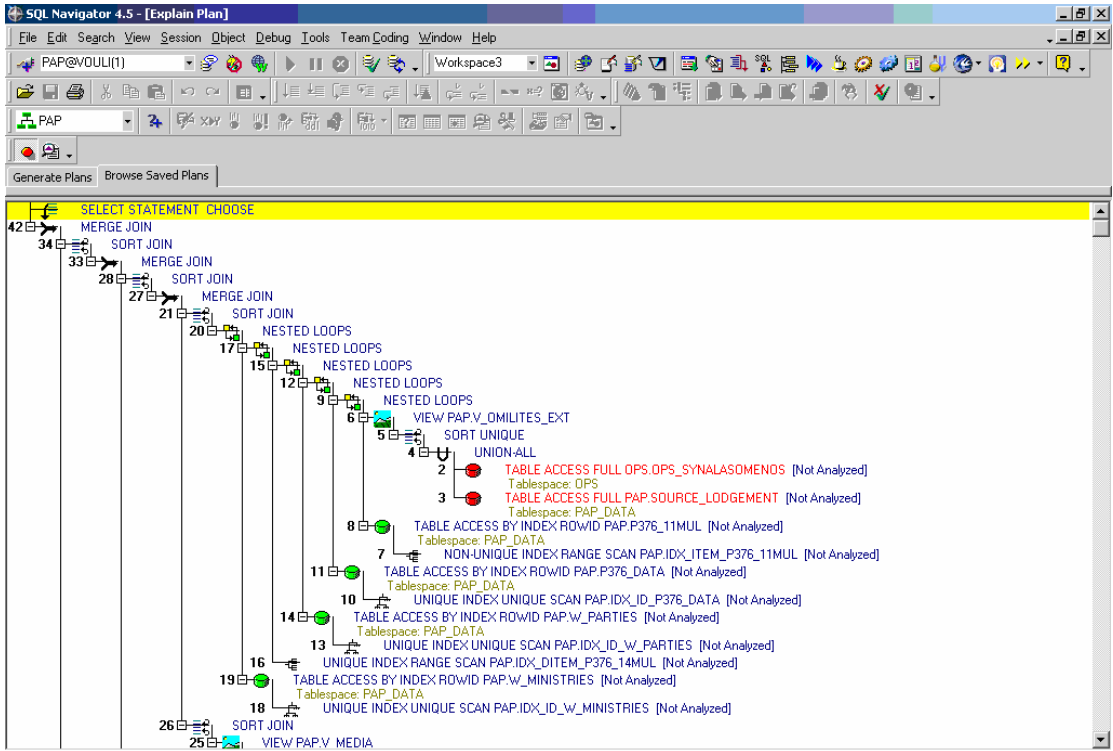 SQL Navigator 4.5 - [Explain Plan]
File Edit Search View Session Object Debug Tools Team Coding Window Help
PAP@VOULI(1) Workspace3
PAP
Generate Plans Browse Saved Plans
SELECT STATEMENT CHOOSE
42 MERGE JOIN
34 SORT JOIN
33 MERGE JOIN
28 SORT JOIN
27 MERGE JOIN
21 SORT JOIN
20 NESTED LOOPS
17 NESTED LOOPS
15 NESTED LOOPS
12 NESTED LOOPS
9 NESTED LOOPS
6 VIEW PAP.V_OMILITES_EXT
5 SORT UNIQUE
4 UNION-ALL
2 TABLE ACCESS FULL OPS.OPS_SYNALASOMENOS [Not Analyzed]
Tablespace: OPS
3 TABLE ACCESS FULL PAP.SOURCE_LODGEMENT [Not Analyzed]
Tablespace: PAP_DATA
8 TABLE ACCESS BY INDEX ROWID PAP.P376_11MUL [Not Analyzed]
Tablespace: PAP_DATA
7 NON-UNIQUE INDEX RANGE SCAN PAP.IDX_ITEM_P376_11MUL [Not Analyzed]
11 TABLE ACCESS BY INDEX ROWID PAP.P376_DATA [Not Analyzed]
Tablespace: PAP_DATA
10 UNIQUE INDEX UNIQUE SCAN PAP.IDX_ID_P376_DATA [Not Analyzed]
14 TABLE ACCESS BY INDEX ROWID PAP.W_PARTIES [Not Analyzed]
Tablespace: PAP_DATA
13 UNIQUE INDEX UNIQUE SCAN PAP.IDX_ID_W_PARTIES [Not Analyzed]
16 UNIQUE INDEX RANGE SCAN PAP.IDX_DITEM_P376_14MUL [Not Analyzed]
19 TABLE ACCESS BY INDEX ROWID PAP.W_MINISTRIES [Not Analyzed]
Tablespace: PAP_DATA
18 UNIQUE INDEX UNIQUE SCAN PAP.IDX_ID_W_MINISTRIES [Not Analyzed]
26 SORT JOIN
25 VIEW PAP.V_MEDIA